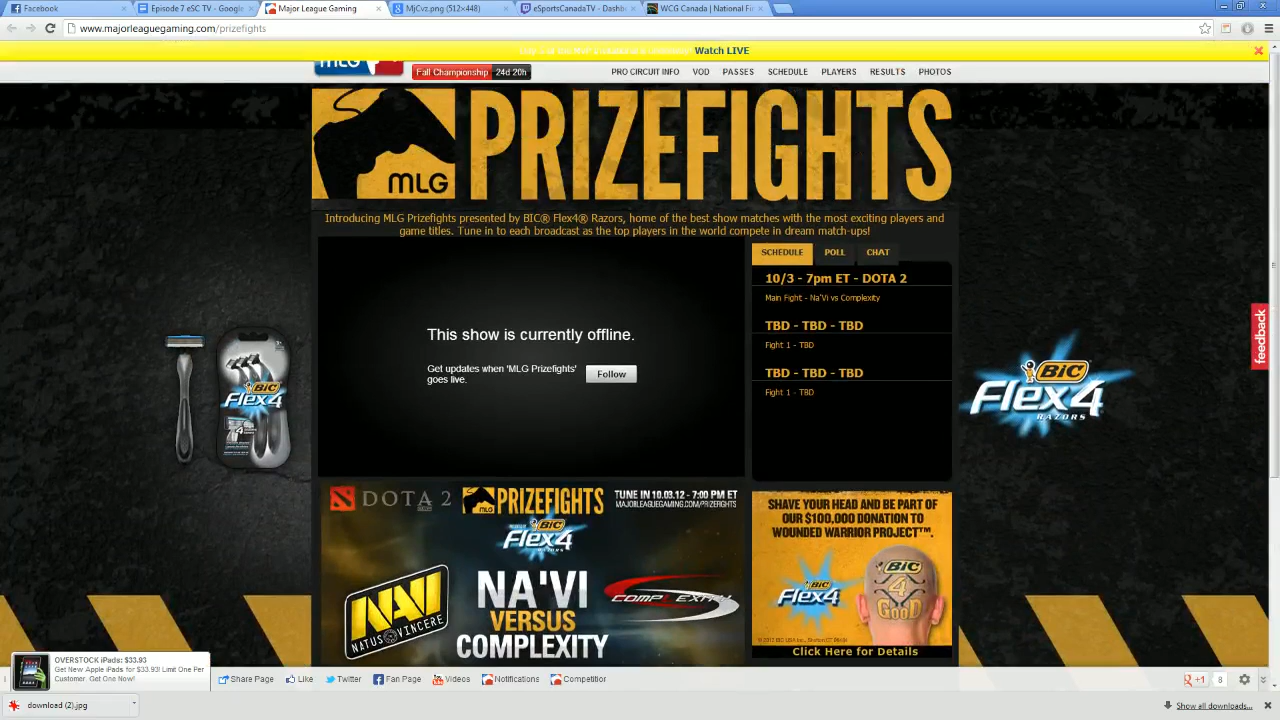 Facebook
Episode 7 eSC TV - Google
Major League Gaming
MjCvz.png (512×448)
eSportsCanadaTV - Dashb
WCG Canada | National Fin
www.majorleaguegaming.com/prizefights
Watch LIVE
MLG
Fall Championship 24d 20h
PRO CIRCUIT INFO VOD PASSES SCHEDULE PLAYERS RESULTS PHOTOS
MLG
PRIZEFIGHTS
Introducing MLG Prizefights presented by BIC® Flex4® Razors, home of the best show matches with the most exciting players and
game titles. Tune in to each broadcast as the top players in the world compete in dream match-ups!
SCHEDULE POLL CHAT
10/3 - 7pm ET - DOTA 2
Main Fight - Na'Vi vs Complexity
TBD - TBD - TBD
Fight 1 - TBD
TBD - TBD - TBD
Fight 1 - TBD
This show is currently offline.
Get updates when 'MLG Prizefights'
goes live.
Follow
feedback
BIC
Flex4
BIC
Flex4
RAZORS
DOTA 2
PRIZEFIGHTS
TUNE IN 10.03.12 - 7:00 PM ET
MAJORLEAGUEGAMING.COM/PRIZEFIGHTS
BIC
Flex4
RAZORS
NAVI
NATUS VINCERE
NA'VI
VERSUS
COMPLEXITY
COMPLEXITY
SHAVE YOUR HEAD AND BE PART OF
OUR $100,000 DONATION TO
WOUNDED WARRIOR PROJECT™.
BIC
Flex4
BIC
4
GOOD
Click Here for Details
OVERSTOCK iPads: $33.93
Get New Apple iPads for $33.93! Limit One Per
Customer. Get One Now!
Share Page Like Twitter Fan Page Videos Notifications Competitior
+1 8
download (2).jpg
Show all downloads...